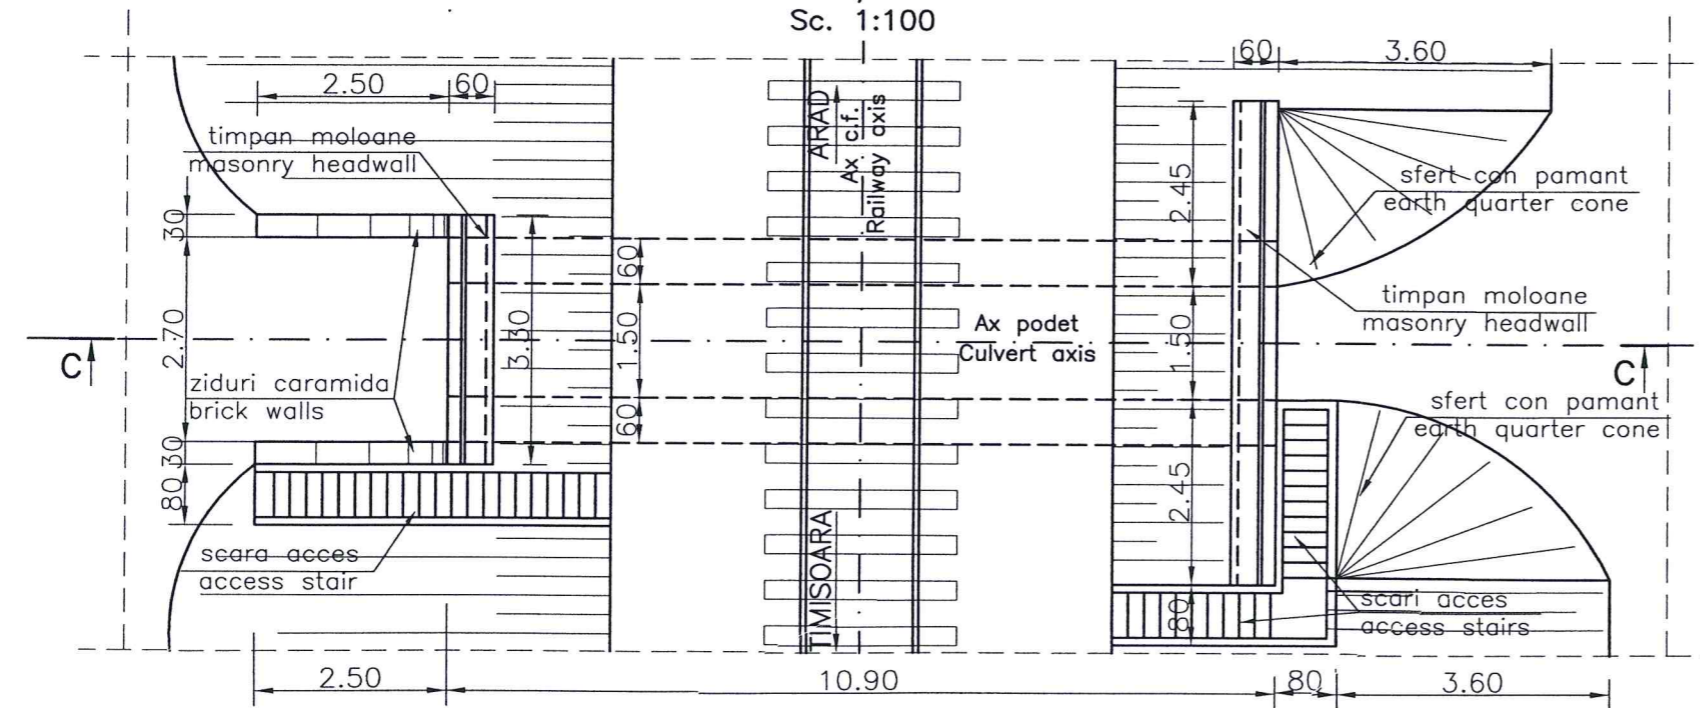 Sc. 1:100
60
3.60
2.50
60
timpan moloane
masonry headwall
ARAD
Ax c.f.
Railway axis
2.45
sfert con pamant
earth quarter cone
30
60
timpan moloane
masonry headwall
2.70
3.30
1.50
Ax podet
Culvert axis
1.50
C
C
ziduri caramida
brick walls
60
sfert con pamant
earth quarter cone
30
80
2.45
scara acces
access stair
TIMISOARA
80
scari acces
access stairs
2.50
10.90
80
3.60